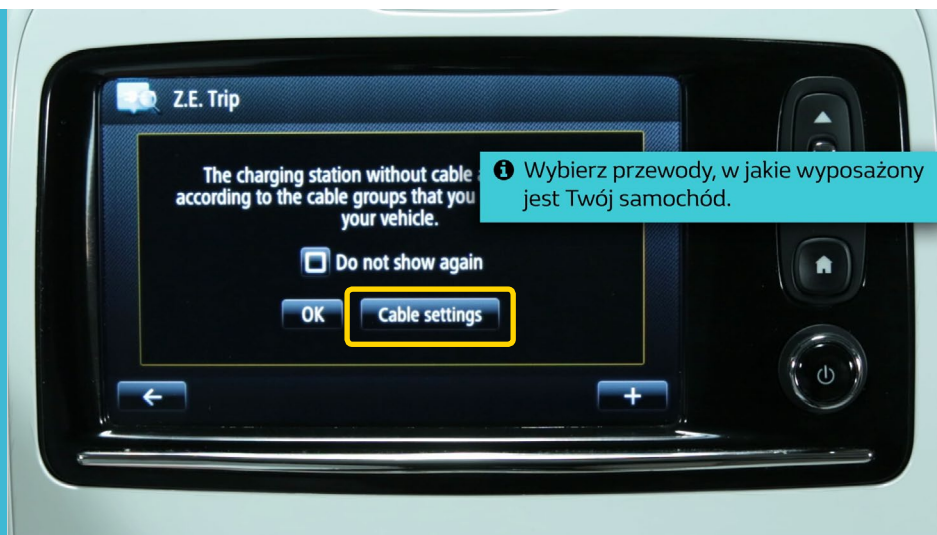 Z.E. Trip
The charging station without cable
according to the cable groups that you
your vehicle.
Wybierz przewody, w jakie wyposażony
jest Twój samochód.
Do not show again
OK
Cable settings